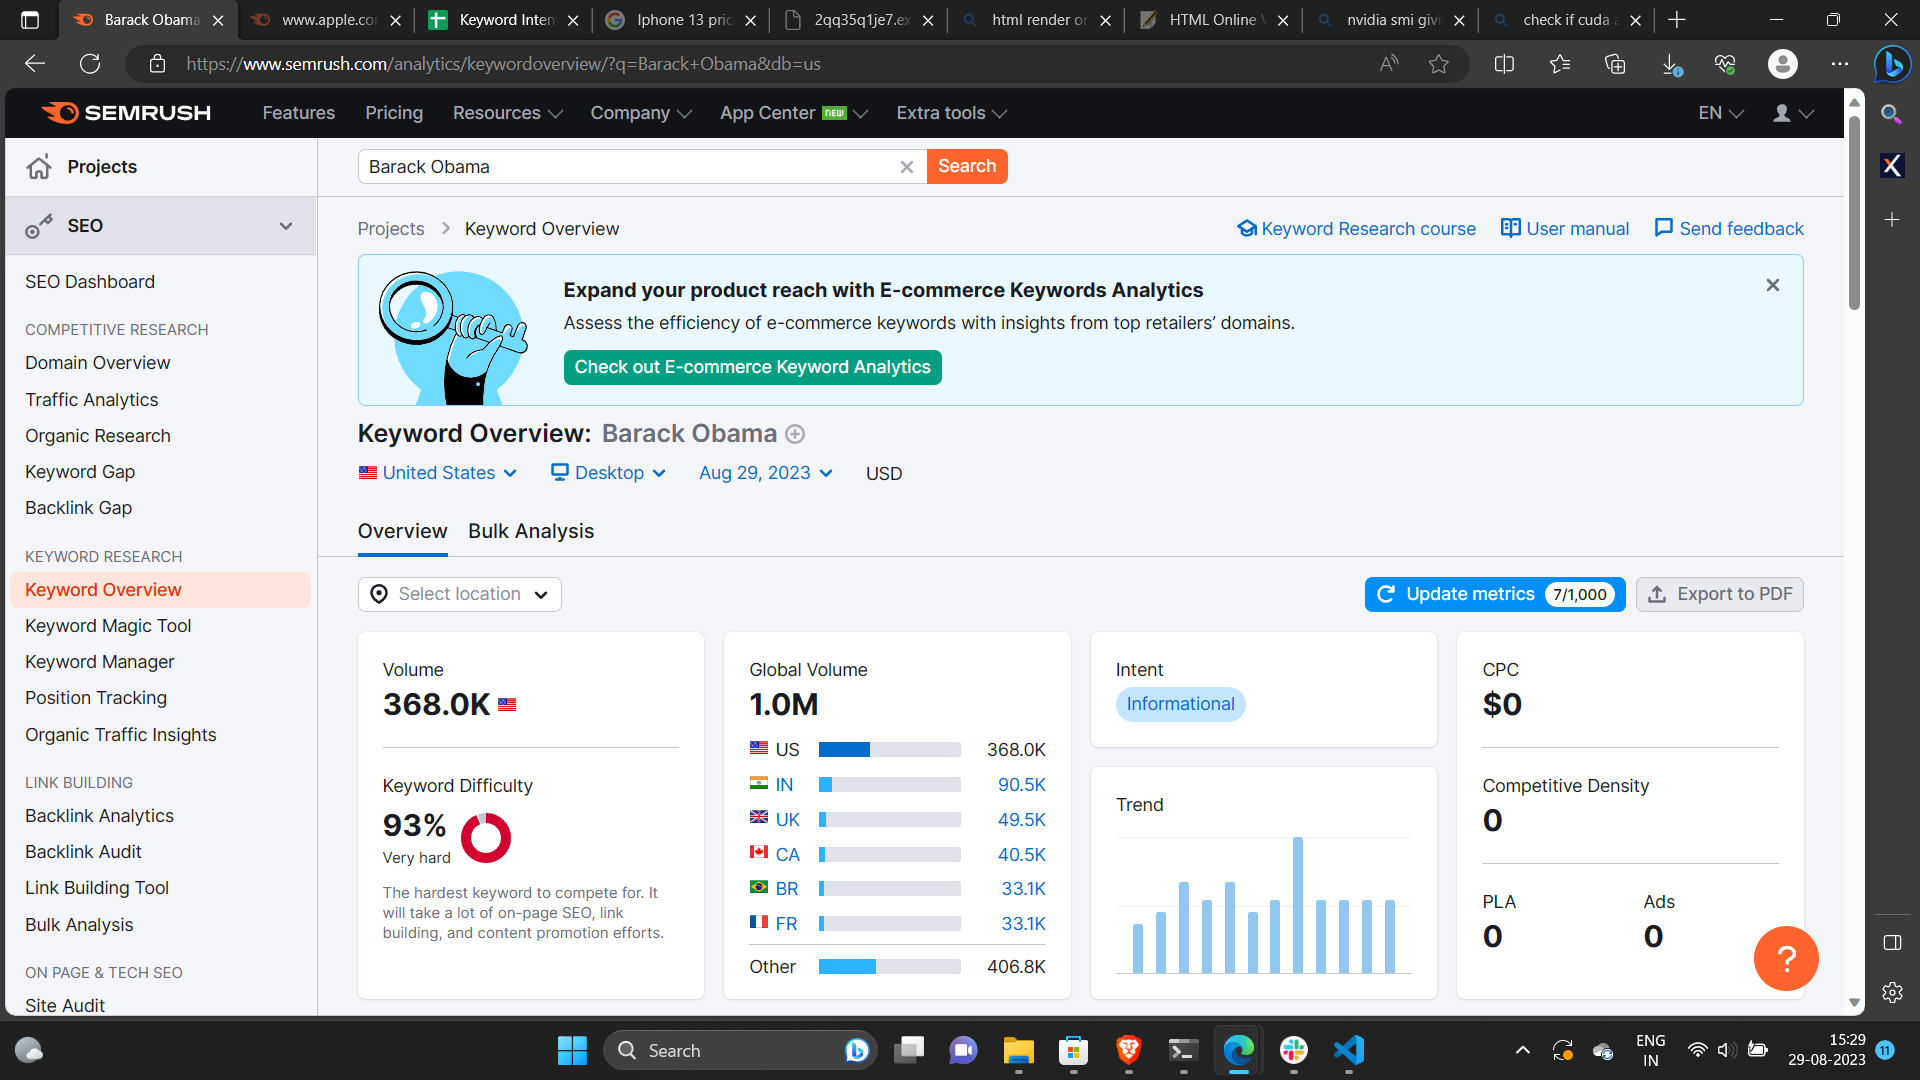 Barack Obama
www.apple.co
Keyword Inten
Iphone 13 pric
2qq35q1je7.ex
html render or
HTML Online V
nvidia smi givi
check if cuda a
https://www.semrush.com/analytics/keywordoverview/?q=Barack+Obama&db=us
SEMRUSH
Features
Pricing
Resources
Company
App Center NEW
Extra tools
EN
Projects
Barack Obama
Search
SEO
Projects > Keyword Overview
Keyword Research course
User manual
Send feedback
SEO Dashboard
COMPETITIVE RESEARCH
Domain Overview
Traffic Analytics
Organic Research
Keyword Gap
Backlink Gap
KEYWORD RESEARCH
Keyword Overview
Keyword Magic Tool
Keyword Manager
Position Tracking
Organic Traffic Insights
LINK BUILDING
Backlink Analytics
Backlink Audit
Link Building Tool
Bulk Analysis
ON PAGE & TECH SEO
Site Audit
Expand your product reach with E-commerce Keywords Analytics
Assess the efficiency of e-commerce keywords with insights from top retailers’ domains.
Check out E-commerce Keyword Analytics
Keyword Overview: Barack Obama
United States
Desktop
Aug 29, 2023
USD
Overview
Bulk Analysis
Select location
Update metrics 7/1,000
Export to PDF
Volume
368.0K
Keyword Difficulty
93%
Very hard
The hardest keyword to compete for. It
will take a lot of on-page SEO, link
building, and content promotion efforts.
Global Volume
1.0M
US 368.0K
IN 90.5K
UK 49.5K
CA 40.5K
BR 33.1K
FR 33.1K
Other 406.8K
Intent
Informational
Trend
CPC
$0
Competitive Density
0
PLA
0
Ads
0
?
Search
ENG
IN
15:29
29-08-2023
11